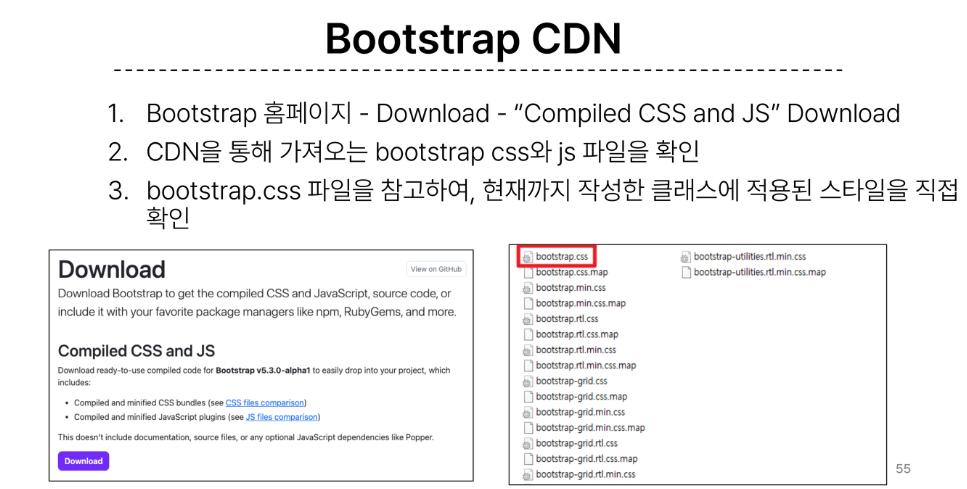 Bootstrap CDN
1. Bootstrap 홈페이지 - Download - “Compiled CSS and JS” Download
2. CDN을 통해 가져오는 bootstrap css와 js 파일을 확인
3. bootstrap.css 파일을 참고하여, 현재까지 작성한 클래스에 적용된 스타일을 직접
확인
Download
View on GitHub
Download Bootstrap to get the compiled CSS and JavaScript, source code, or
include it with your favorite package managers like npm, RubyGems, and more.
Compiled CSS and JS
Download ready-to-use compiled code for Bootstrap v5.3.0-alpha1 to easily drop into your project, which
includes:
• Compiled and minified CSS bundles (see CSS files comparison)
• Compiled and minified JavaScript plugins (see JS files comparison)
This doesn't include documentation, source files, or any optional JavaScript dependencies like Popper.
Download
bootstrap.css
bootstrap.css.map
bootstrap.min.css
bootstrap.min.css.map
bootstrap.rtl.css
bootstrap.rtl.css.map
bootstrap.rtl.min.css
bootstrap.rtl.min.css.map
bootstrap-grid.css
bootstrap-grid.css.map
bootstrap-grid.min.css
bootstrap-grid.min.css.map
bootstrap-grid.rtl.css
bootstrap-grid.rtl.css.map
bootstrap-grid.rtl.min.css
bootstrap-utilities.rtl.min.css
bootstrap-utilities.rtl.min.css.map
55